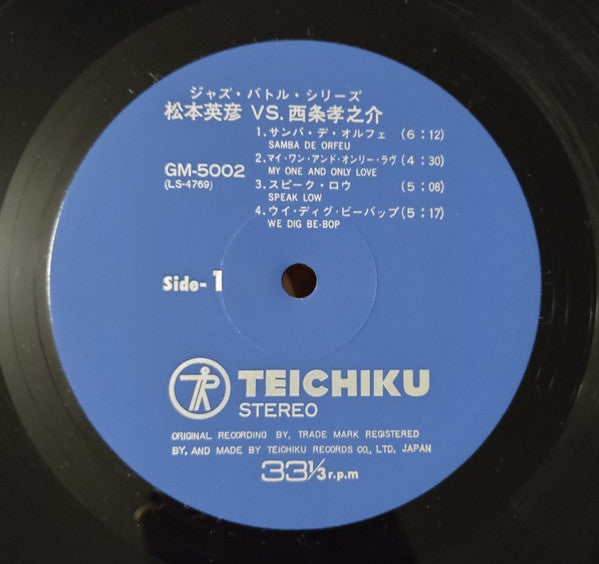 ジャズ・バトル・シリーズ
松本英彦 VS. 西条孝之介
1. サンバ・デ・オルフェ (6:12)
SAMBA DE ORFEU
GM-5002
(LS-4769)
2. マイ・ワン・アンド・オンリー・ラヴ (4:30)
MY ONE AND ONLY LOVE
3. スピーク・ロウ (5:08)
SPEAK LOW
4. ウイ・ディグ・ビーバップ (5:17)
WE DIG BE·BOP
Side-1
TEICHIKU
STEREO
ORIGINAL RECORDING BY, TRADE MARK REGISTERED
BY, AND MADE BY TEICHIKU RECORDS CO., LTD. JAPAN
33 1/3 r.p.m